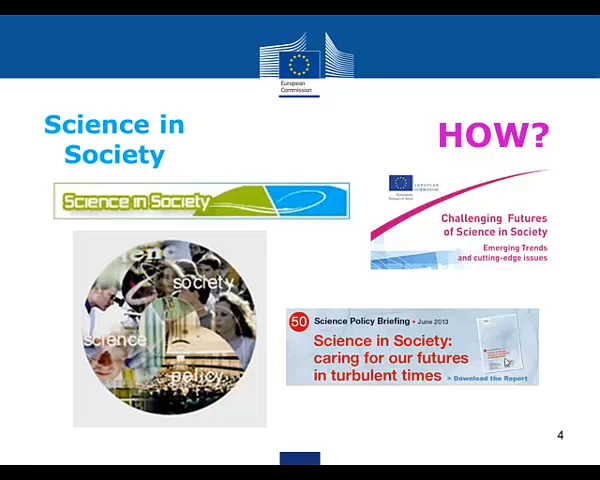 European
Commission
Science in
Society
HOW?
Science in Society
EUROPEAN
COMMISSION
European
Research Area
Challenging Futures
of Science in Society
Emerging Trends
and cutting-edge issues
society
science
policy
50 Science Policy Briefing • June 2013
Science in Society:
caring for our futures
in turbulent times > Download the Report
4